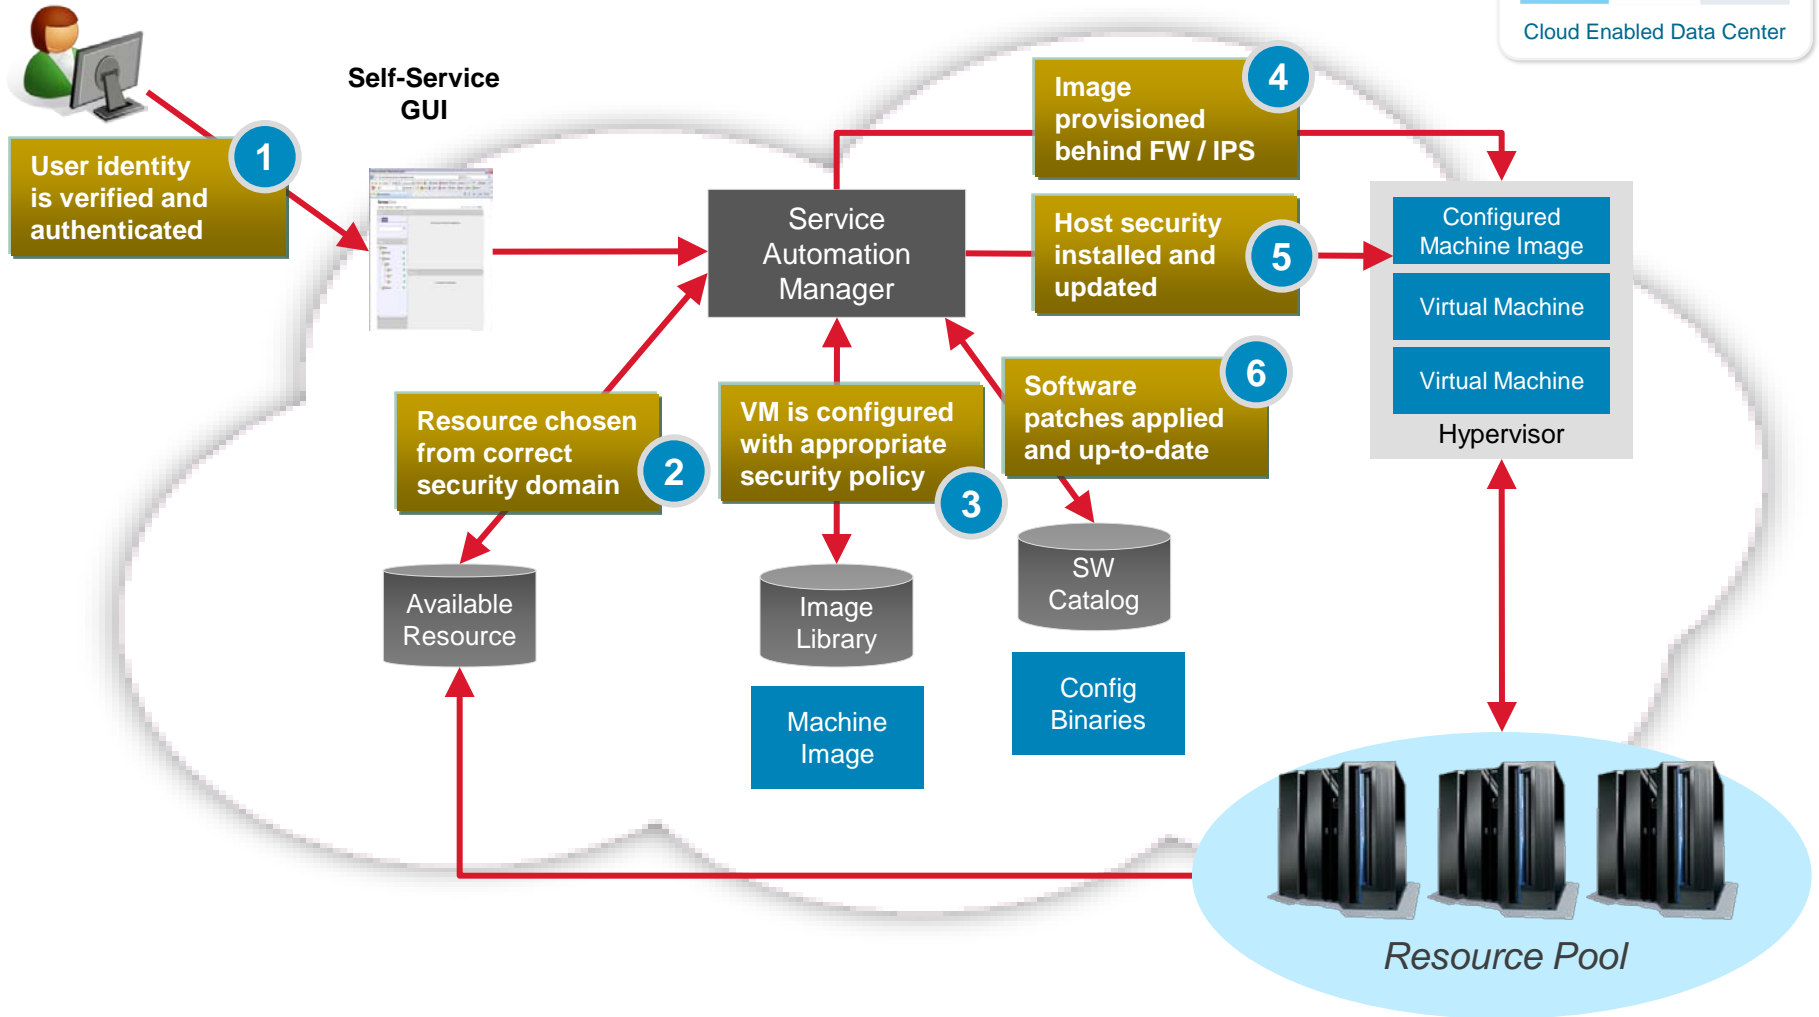 Cloud Enabled Data Center
Self-Service
GUI
1
User identity
is verified and
authenticated
4
Image
provisioned
behind FW / IPS
Service
Automation
Manager
Host security
installed and
updated
5
Configured
Machine Image
Virtual Machine
Virtual Machine
Hypervisor
Resource chosen
from correct
security domain
2
VM is configured
with appropriate
security policy
3
Software
patches applied
and up-to-date
6
Available
Resource
Image
Library
SW
Catalog
Machine
Image
Config
Binaries
Resource Pool